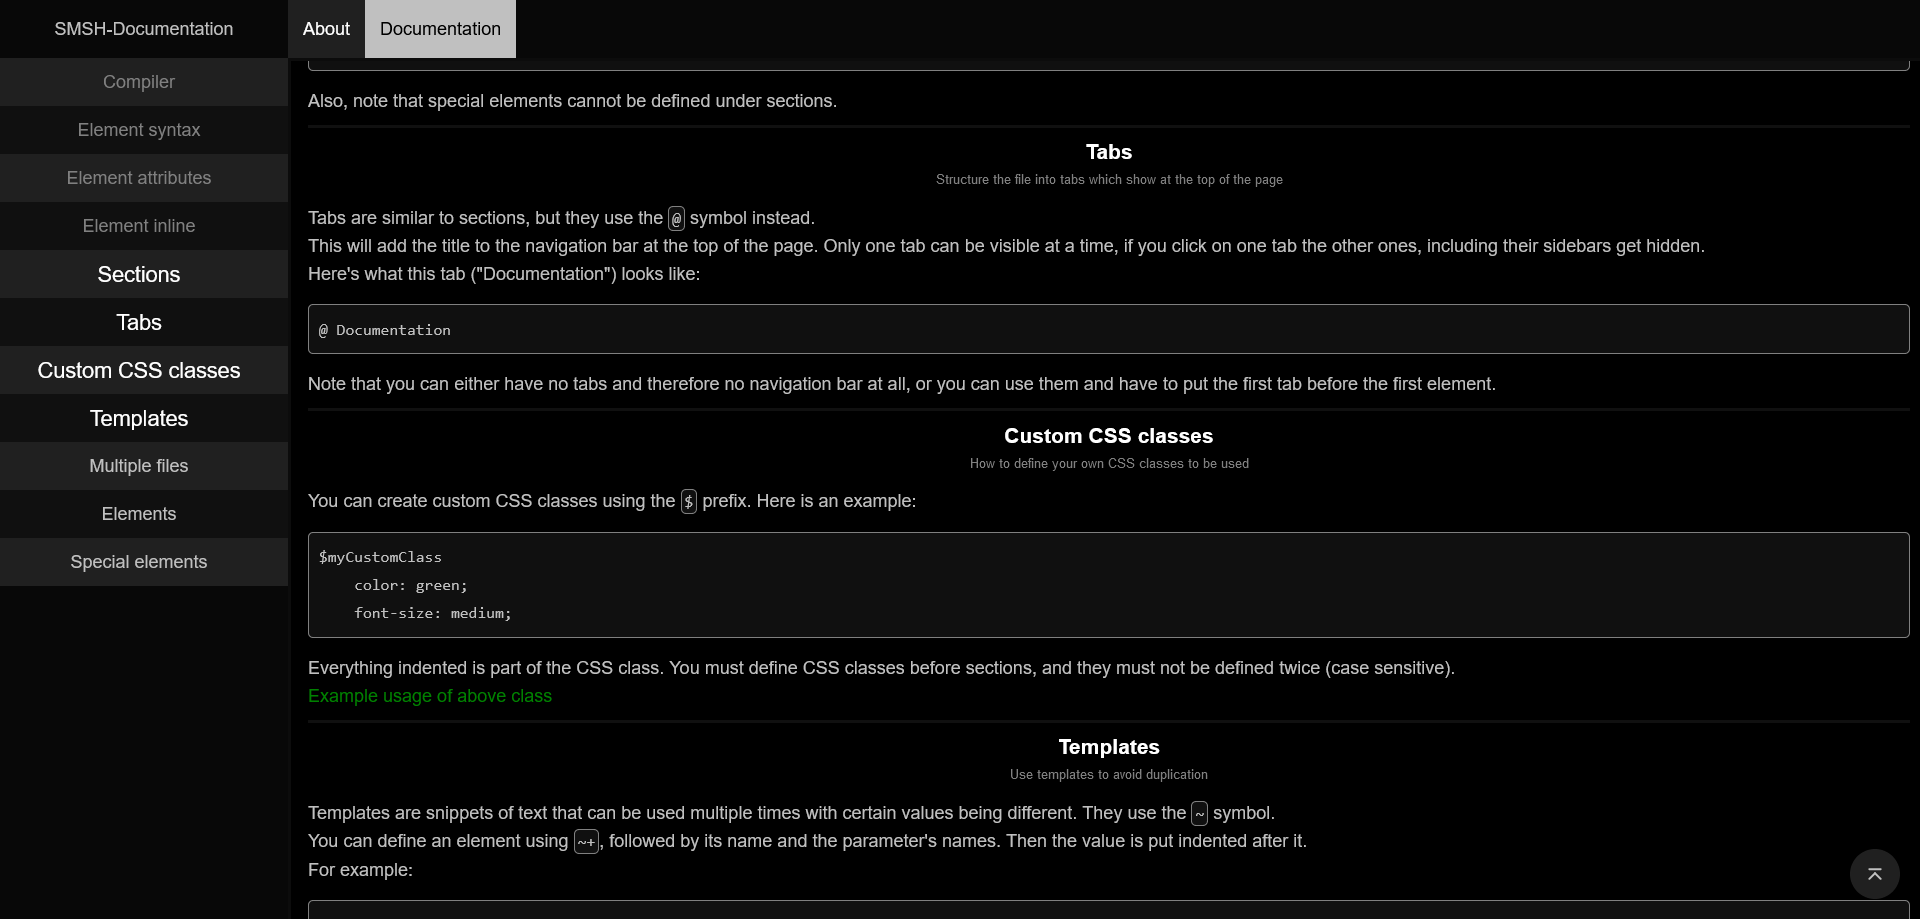 SMSH-Documentation
About
Documentation
Compiler
Element syntax
Element attributes
Element inline
Sections
Tabs
Custom CSS classes
Templates
Multiple files
Elements
Special elements
Also, note that special elements cannot be defined under sections.
Tabs
Structure the file into tabs which show at the top of the page
Tabs are similar to sections, but they use the @ symbol instead.
This will add the title to the navigation bar at the top of the page. Only one tab can be visible at a time, if you click on one tab the other ones, including their sidebars get hidden.
Here's what this tab ("Documentation") looks like:
@ Documentation
Note that you can either have no tabs and therefore no navigation bar at all, or you can use them and have to put the first tab before the first element.
Custom CSS classes
How to define your own CSS classes to be used
You can create custom CSS classes using the $ prefix. Here is an example:
$myCustomClass
    color: green;
    font-size: medium;
Everything indented is part of the CSS class. You must define CSS classes before sections, and they must not be defined twice (case sensitive).
Example usage of above class
Templates
Use templates to avoid duplication
Templates are snippets of text that can be used multiple times with certain values being different. They use the ~ symbol.
You can define an element using ~+, followed by its name and the parameter's names. Then the value is put indented after it.
For example: